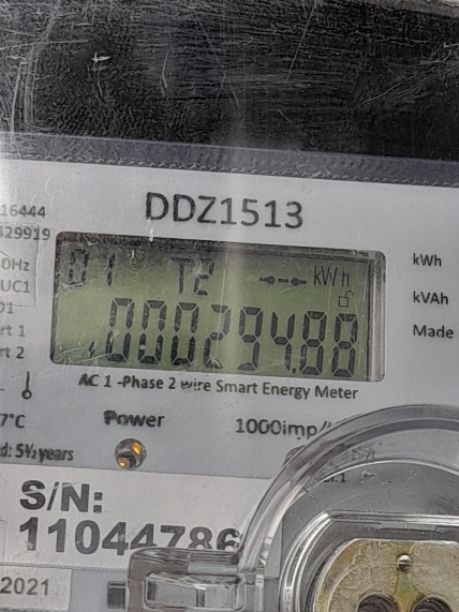 DDZ1513
16444
429919
0Hz
UC1
01
rt 1
rt 2
01 T2 kWh
00029488
kWh
kVAh
Made
AC 1 -Phase 2 wire Smart Energy Meter
7°C
Power
1000imp/
d: 5½ years
S/N:
11044786
2021